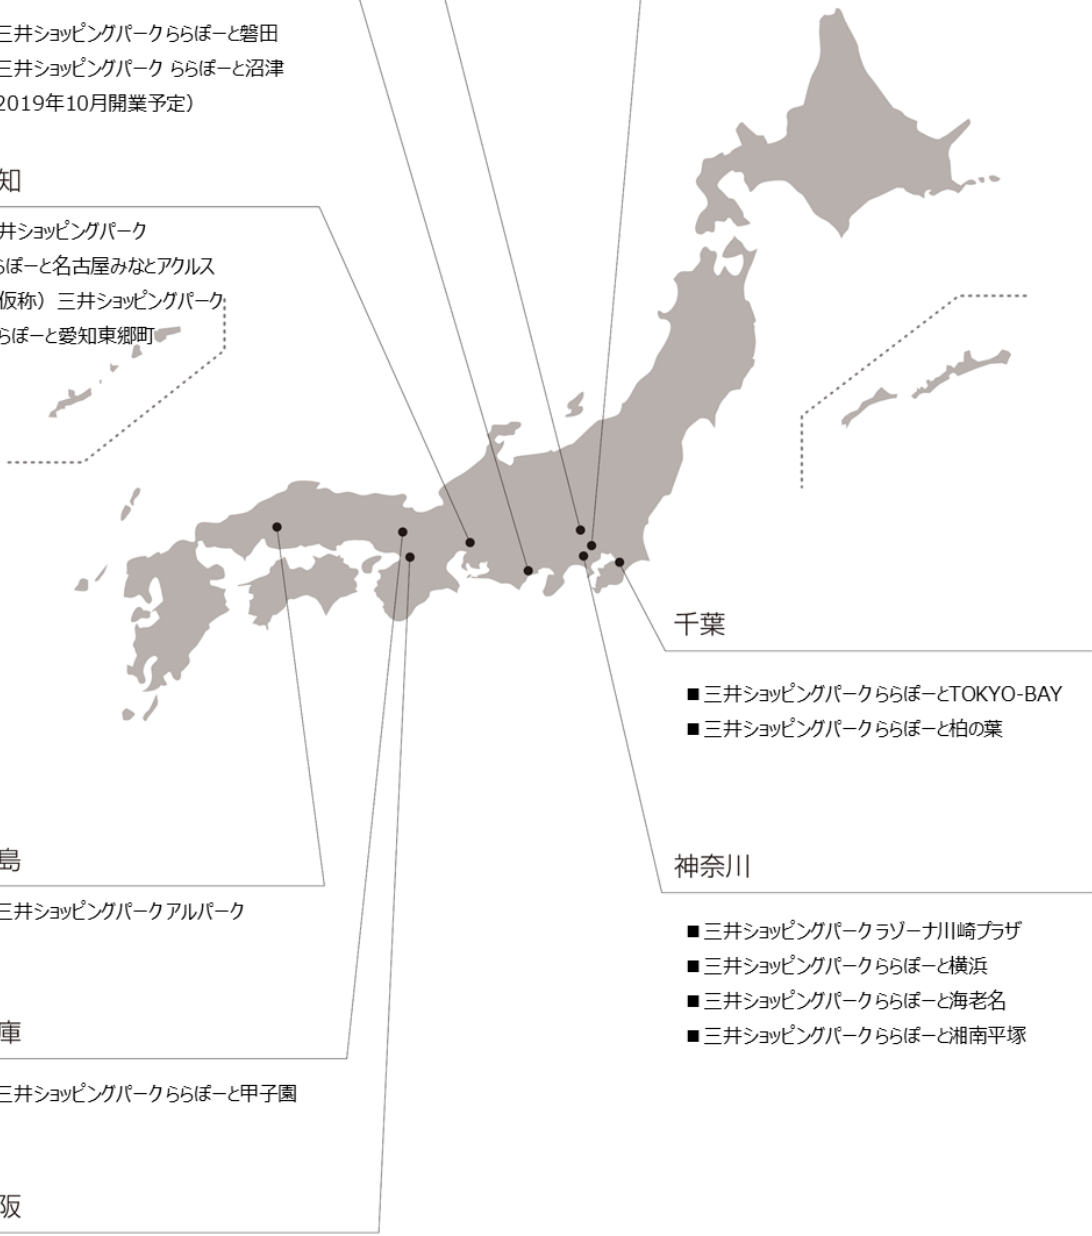 三井ショッピングパークららぽーと磐田
三井ショッピングパーク ららぽーと沼津
2019年10月開業予定）
知
井ショッピングパーク
らぽーと名古屋みなとアクルス
仮称）三井ショッピングパーク
らぽーと愛知東郷町
千葉
■三井ショッピングパークららぽーとTOKYO-BAY
■三井ショッピングパークららぽーと柏の葉
島
三井ショッピングパークアルパーク
神奈川
■三井ショッピングパークラゾーナ川崎プラザ
■三井ショッピングパークららぽーと横浜
■三井ショッピングパークららぽーと海老名
■三井ショッピングパークららぽーと湘南平塚
庫
三井ショッピングパークららぽーと甲子園
阪